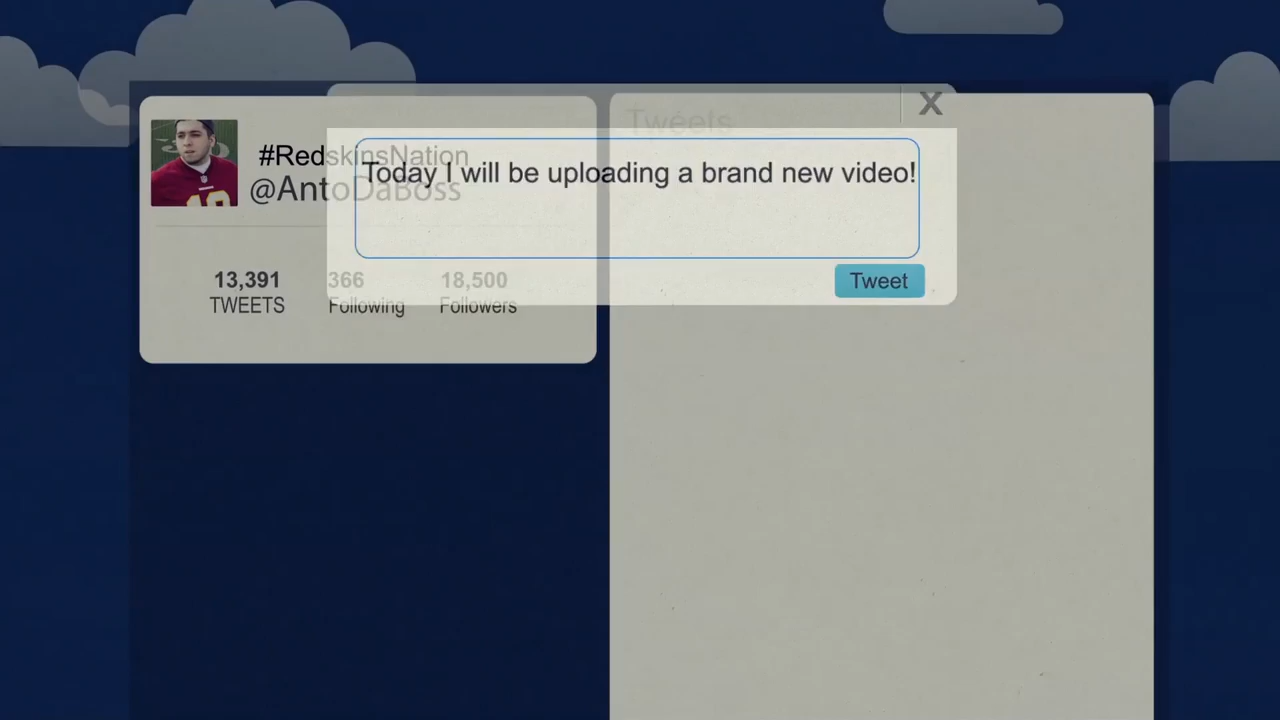 Tweets
X
#RedskinsNation
@AntoDaBoss
Today I will be uploading a brand new video!
13,391
TWEETS
366
Following
18,500
Followers
Tweet